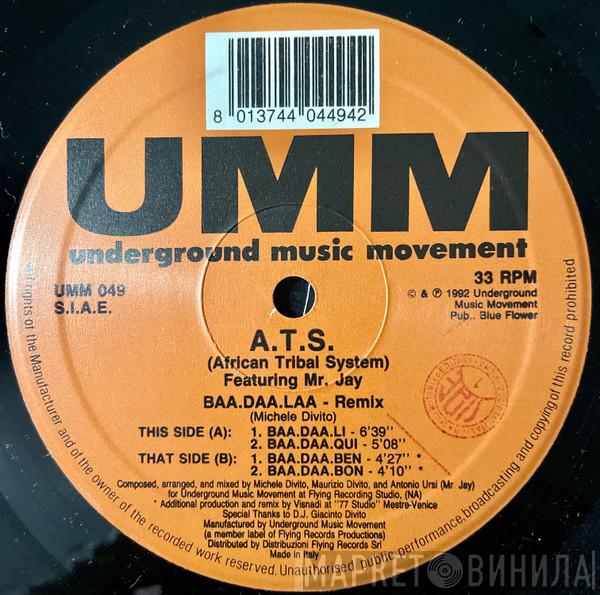 8 013744 044942
UMM
underground music movement
UMM 049
S.I.A.E.
33 RPM
© & ℗ 1992 Underground
Music Movement
Pub.. Blue Flower
A.T.S.
(African Tribal System)
Featuring Mr. Jay
BAA.DAA.LAA - Remix
(Michele Divito)
THIS SIDE (A): 1. BAA.DAA.LI - 6'39''
2. BAA.DAA.QUI - 5'08''
THAT SIDE (B): 1. BAA.DAA.BEN - 4'27'' *
2. BAA.DAA.BON - 4'10'' *
Composed, arranged, and mixed by Michele Divito, Maurizio Divito, and Antonio Ursi (Mr. Jay)
for Underground Music Movement at Flying Recording Studio, (NA)
* Additional production and remix by Visnadi at "77 Studio" Mestre-Venice
Special Thanks to D.J. Giacinto Divito
Manufactured by Underground Music Movement
(a member label of Flying Records Productions)
Distributed by Distribuzioni Flying Records Srl
Made in Italy
all rights of the Manufacturer and of the owner of the recorded work reserved. Unauthorised public performance, broadcasting and copying of this record prohibited
МАРКЕТ ВИНИЛА